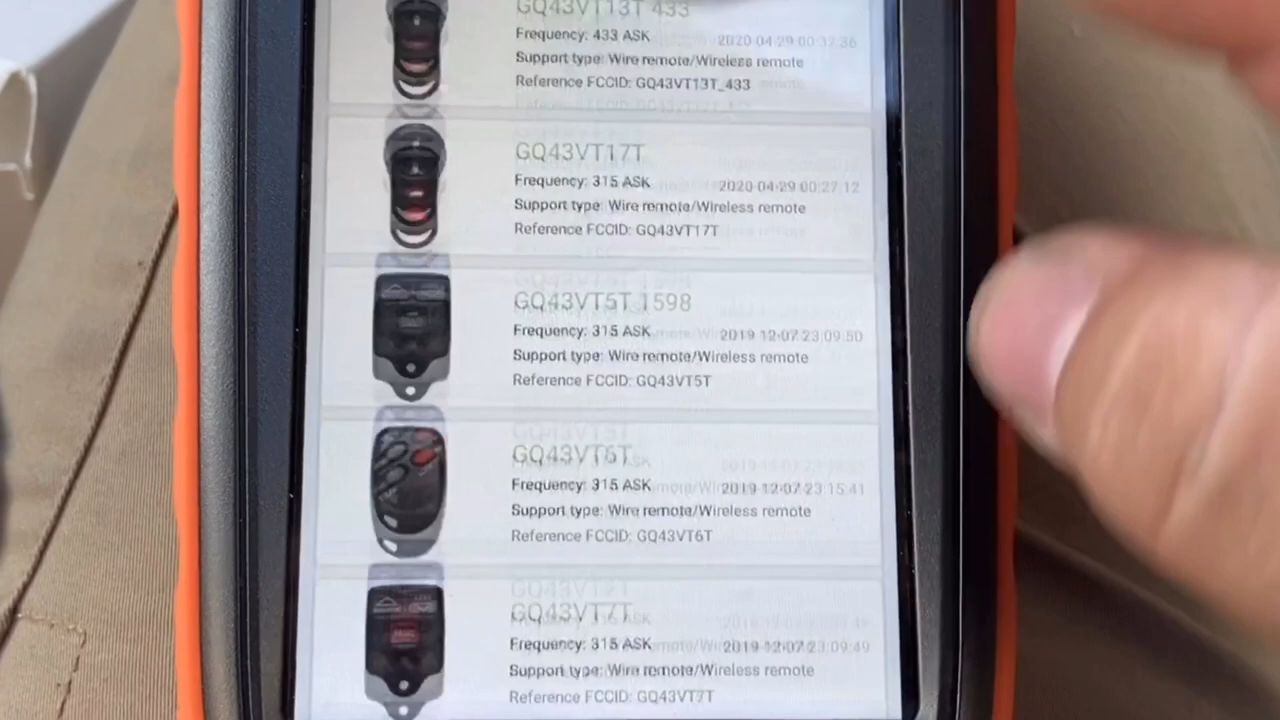 GQ43VT13T 433
Frequency: 433 ASK
2020-04-29 00:32:36
Support type: Wire remote/Wireless remote
Reference FCCID: GQ43VT13T_433
GQ43VT17T
Frequency: 315 ASK
2020-04-29 00:27:12
Support type: Wire remote/Wireless remote
Reference FCCID: GQ43VT17T
GQ43VT5T 1598
Frequency: 315 ASK
2019-12-07 23:09:50
Support type: Wire remote/Wireless remote
Reference FCCID: GQ43VT5T
GQ43VT6T
Frequency: 315 ASK
2019-12-07 23:15:41
Support type: Wire remote/Wireless remote
Reference FCCID: GQ43VT6T
GQ43VT7T
Frequency: 315 ASK
2019-12-07 23:09:49
Support type: Wire remote/Wireless remote
Reference FCCID: GQ43VT7T